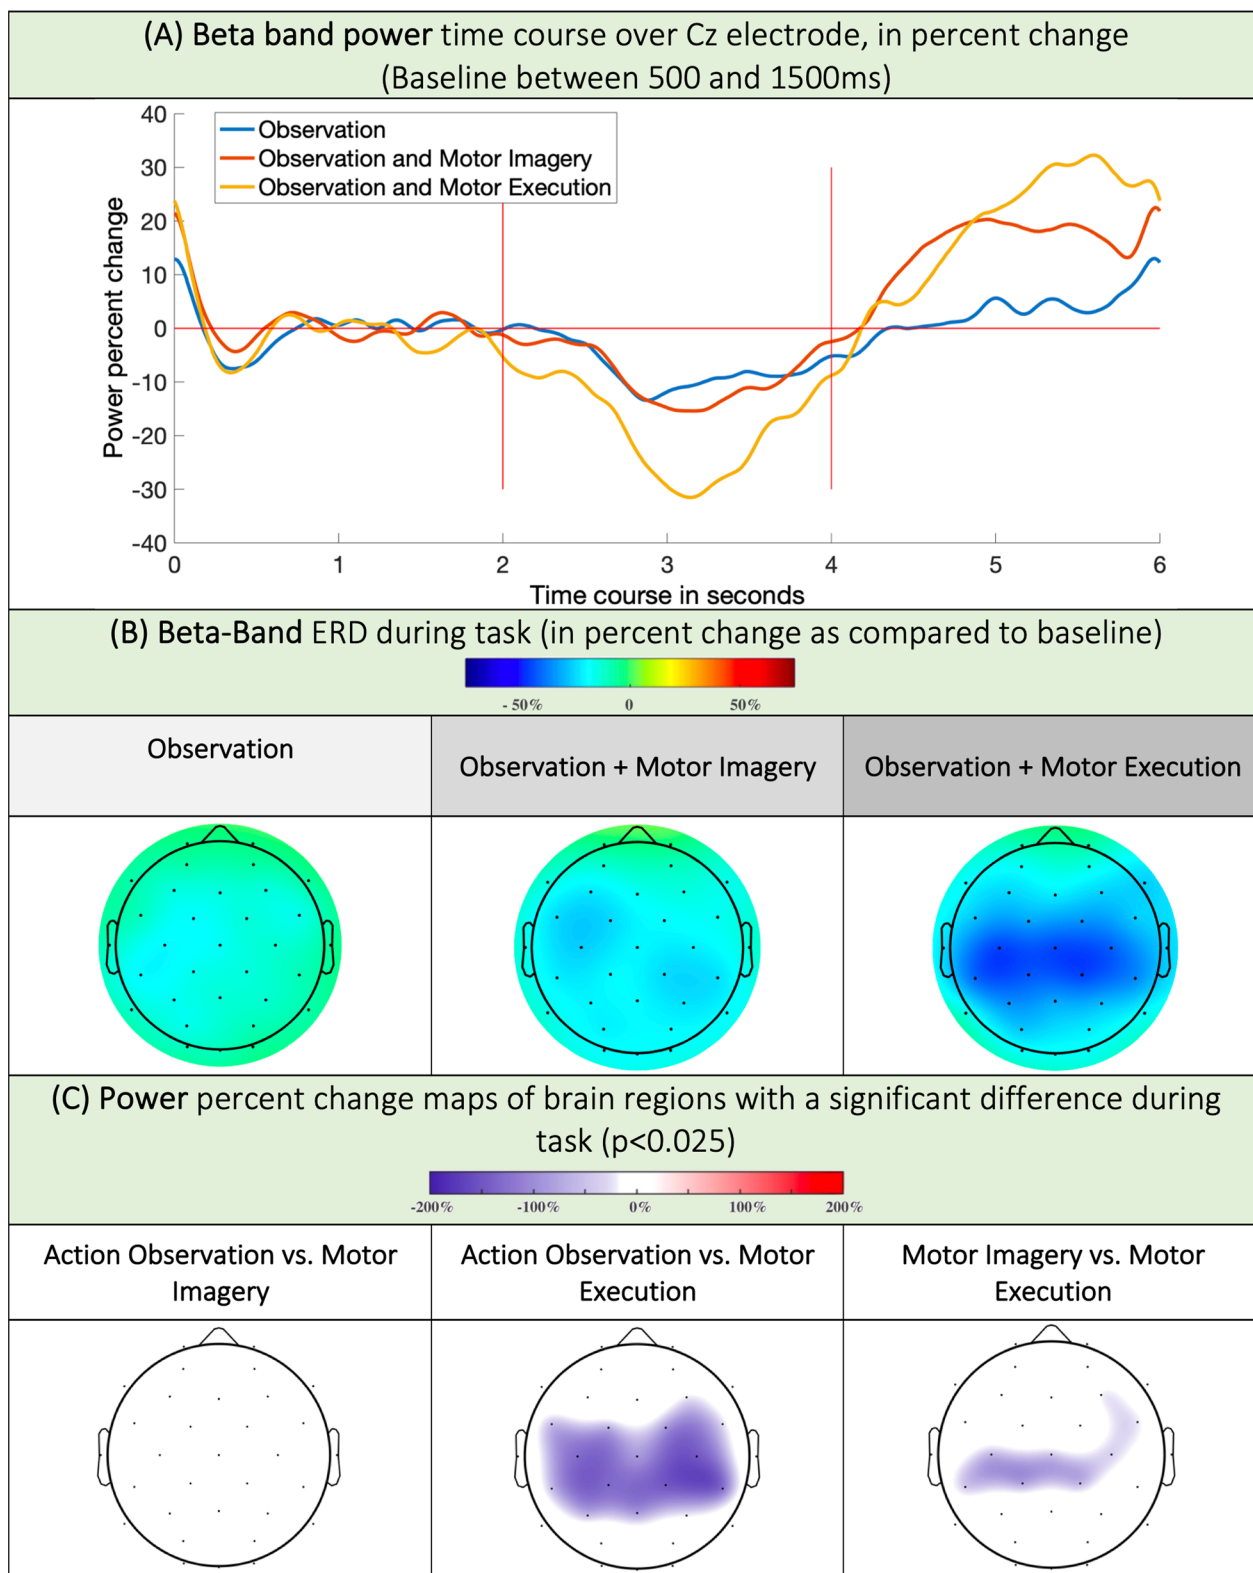 (A) Beta band power time course over Cz electrode, in percent change
(Baseline between 500 and 1500ms)
40
30
20
10
0
-10
-20
-30
-40
Power percent change
Observation
Observation and Motor Imagery
Observation and Motor Execution
0 1 2 3 4 5 6
Time course in seconds
(B) Beta-Band ERD during task (in percent change as compared to baseline)
- 50% 0 50%
Observation
Observation + Motor Imagery
Observation + Motor Execution
(C) Power percent change maps of brain regions with a significant difference during
task (p<0.025)
-200% -100% 0% 100% 200%
Action Observation vs. Motor
Imagery
Action Observation vs. Motor
Execution
Motor Imagery vs. Motor
Execution